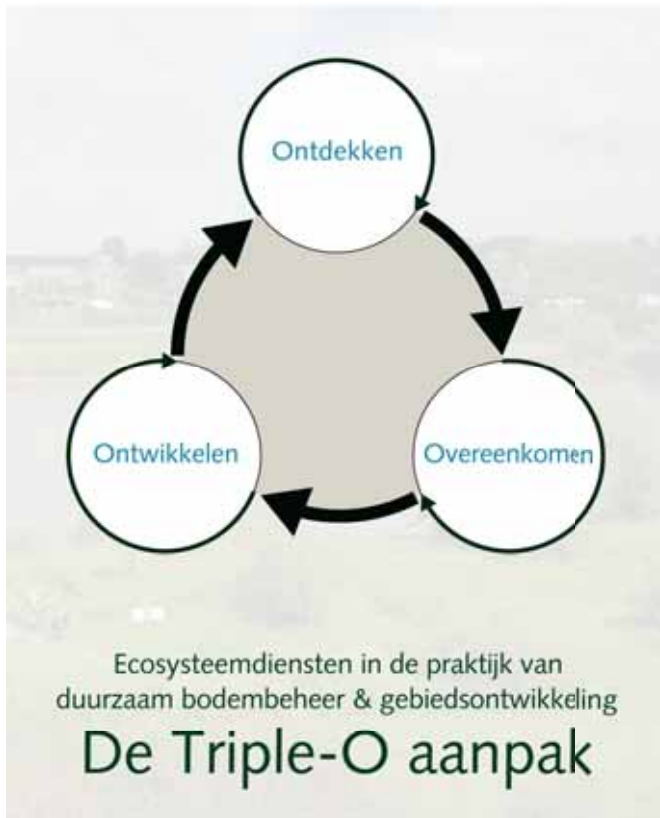 Ontdekken
Ontwikkelen
Overeenkomen
Ecosysteemdiensten in de praktijk van
duurzaam bodembeheer & gebiedsontwikkeling
De Triple-O aanpak